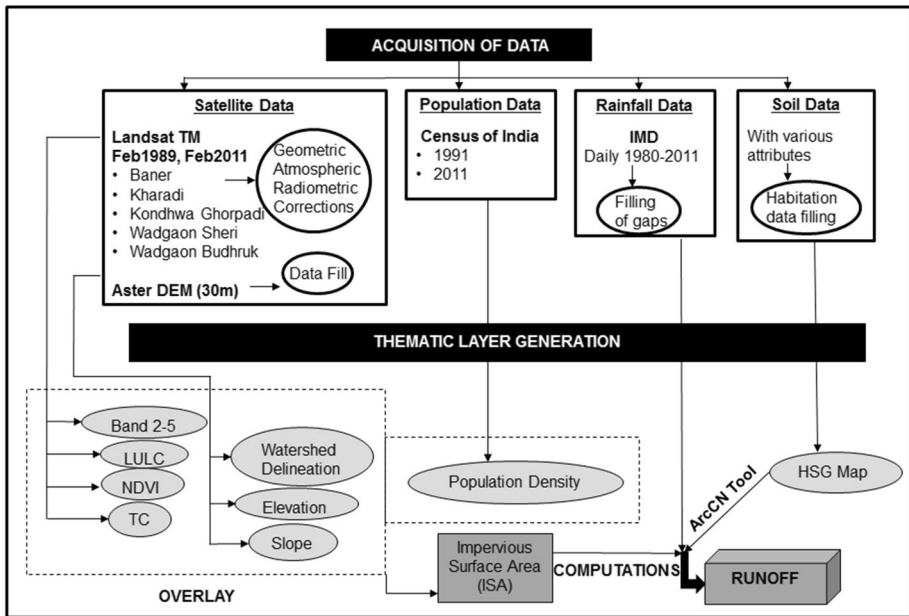 ACQUISITION OF DATA
Satellite Data
Landsat TM
Feb1989, Feb2011
• Baner
• Kharadi
• Kondhwa Ghorpadi
• Wadgaon Sheri
• Wadgaon Budhruk
Geometric
Atmospheric
Radiometric
Corrections
Aster DEM (30m)
Data Fill
Population Data
Census of India
• 1991
• 2011
Rainfall Data
IMD
Daily 1980-2011
Filling
of gaps
Soil Data
With various
attributes
Habitation
data filling
THEMATIC LAYER GENERATION
Band 2-5
LULC
NDVI
TC
Watershed
Delineation
Elevation
Slope
Population Density
HSG Map
ArcCN Tool
Impervious
Surface Area
(ISA)
COMPUTATIONS
RUNOFF
OVERLAY